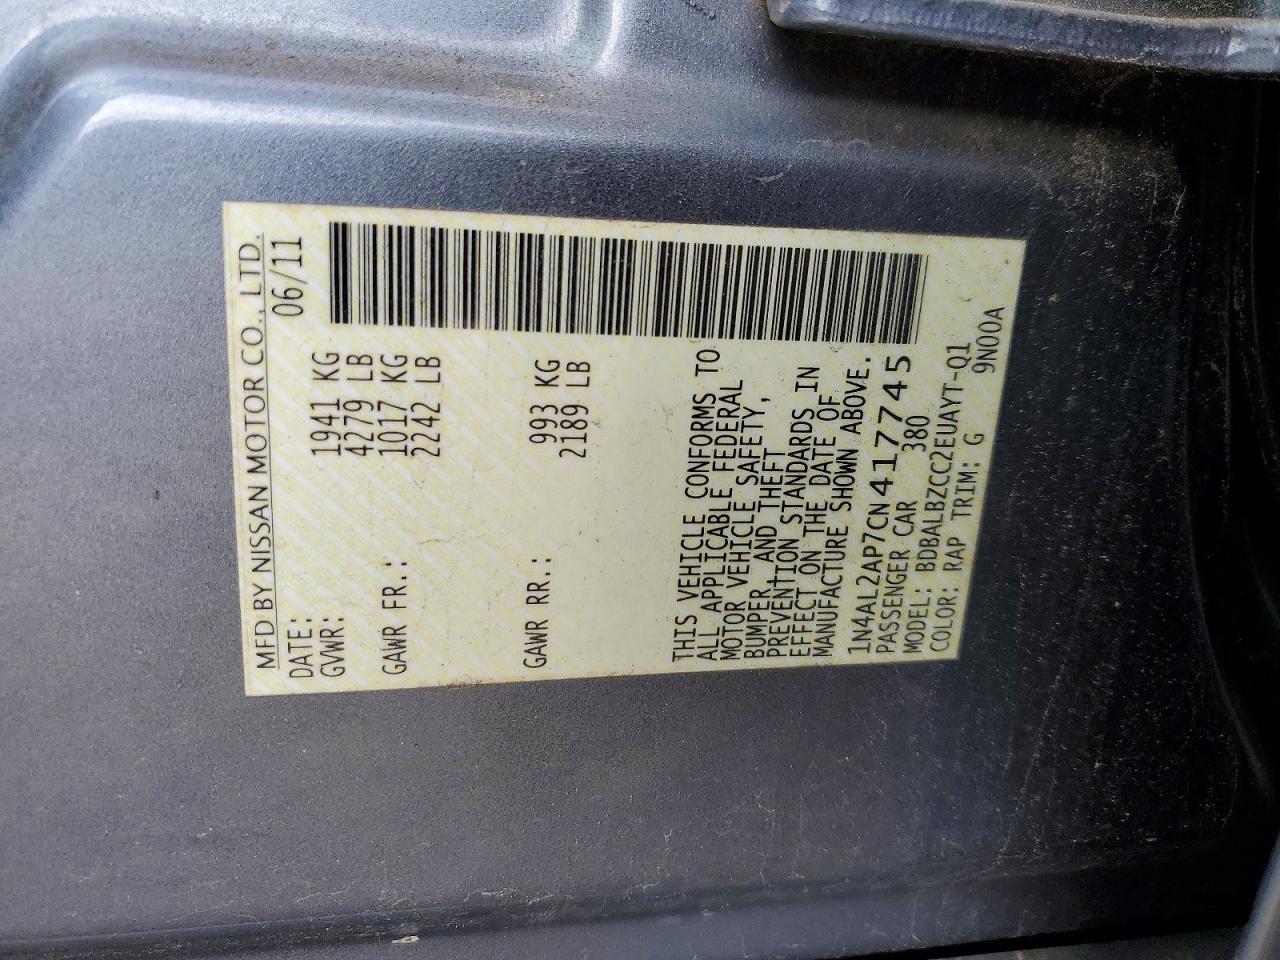 MFD BY NISSAN MOTOR CO., LTD.
DATE: 06/11
GVWR: 1941 KG
4279 LB
GAWR FR.: 1017 KG
2242 LB
GAWR RR.: 993 KG
2189 LB
THIS VEHICLE CONFORMS TO
ALL APPLICABLE FEDERAL
MOTOR VEHICLE SAFETY,
BUMPER, AND THEFT
PREVENTION STANDARDS IN
EFFECT ON THE DATE OF
MANUFACTURE SHOWN ABOVE.
1N4AL2AP7CN417745
PASSENGER CAR 380
MODEL: BDBALBZCC2EUAYT-Q1
COLOR: RAP TRIM: G 9N00A